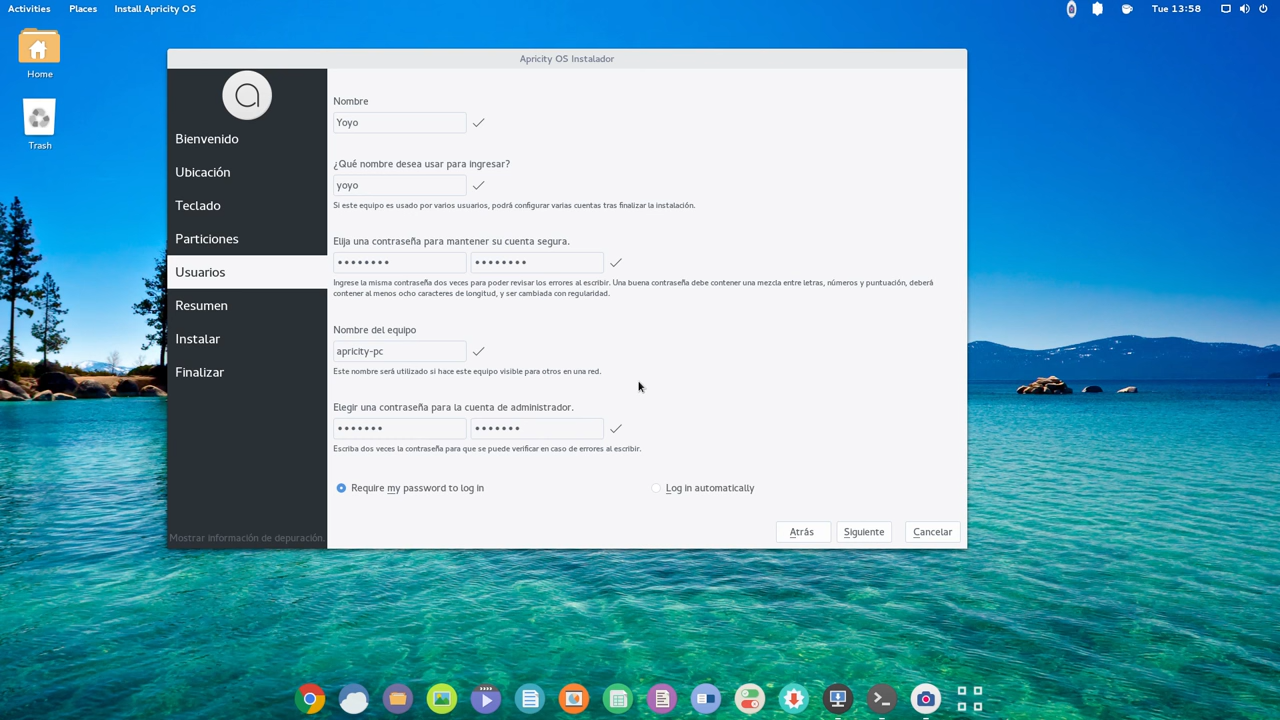 Activities Places Install Apricity OS Tue 13:58
Home
Trash
Apricity OS Instalador
Bienvenido
Ubicación
Teclado
Particiones
Usuarios
Resumen
Instalar
Finalizar
Mostrar información de depuración.
Nombre
Yoyo
¿Qué nombre desea usar para ingresar?
yoyo
Si este equipo es usado por varios usuarios, podrá configurar varias cuentas tras finalizar la instalación.
Elija una contraseña para mantener su cuenta segura.
Ingrese la misma contraseña dos veces para poder revisar los errores al escribir. Una buena contraseña debe contener una mezcla entre letras, números y puntuación, deberá
contener al menos ocho caracteres de longitud, y ser cambiada con regularidad.
Nombre del equipo
apricity-pc
Este nombre será utilizado si hace este equipo visible para otros en una red.
Elegir una contraseña para la cuenta de administrador.
Escriba dos veces la contraseña para que se puede verificar en caso de errores al escribir.
Require my password to log in Log in automatically
Atrás Siguiente Cancelar